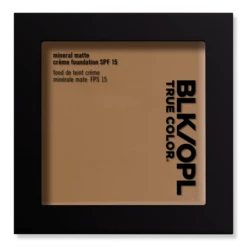 mineral matte
crème foundation SPF 15
fond de teint crème
minérale mate FPS 15
BLK/OPL
TRUE COLOR.